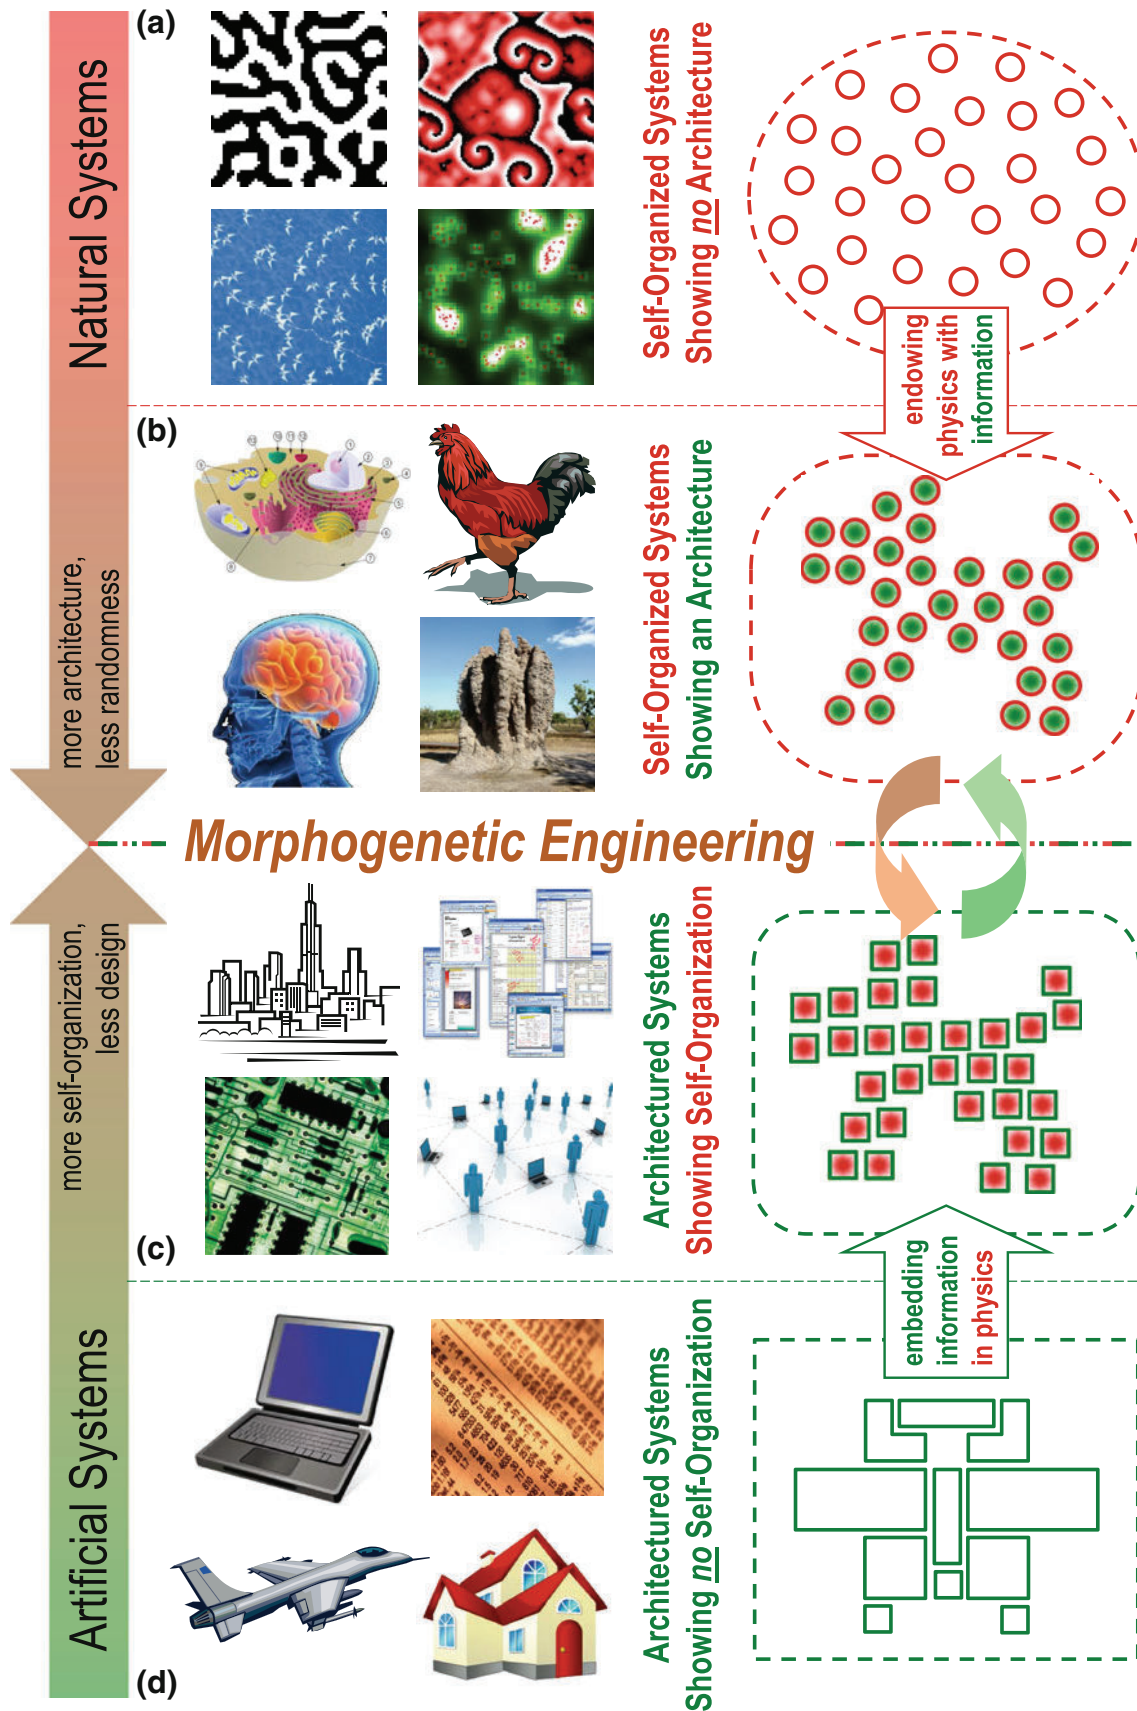 (a)
Natural Systems
Self-Organized Systems
Showing no Architecture
endowing
physics with
information
(b)
more architecture,
less randomness
Self-Organized Systems
Showing an Architecture
Morphogenetic Engineering
more self-organization,
less design
Architectured Systems
Showing Self-Organization
(c)
embedding
information
in physics
Artificial Systems
Architectured Systems
Showing no Self-Organization
(d)